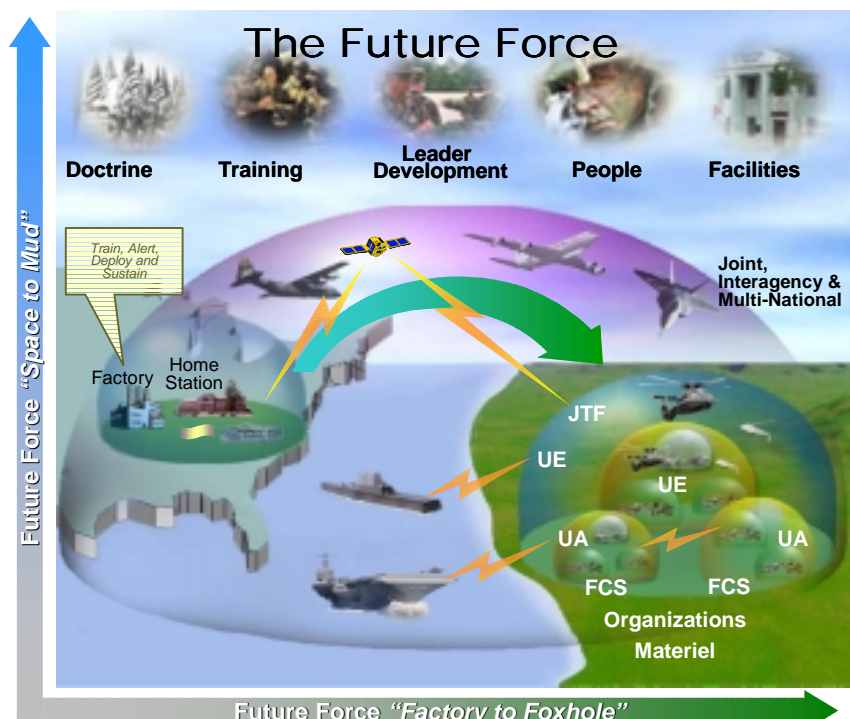 The Future Force
Doctrine
Training
Leader
Development
People
Facilities
Train, Alert,
Deploy and
Sustain
Joint,
Interagency &
Multi-National
Factory
Home
Station
JTF
UE
UE
UA
UA
FCS
FCS
Organizations
Materiel
Future Force "Space to Mud"
Future Force "Factory to Foxhole"